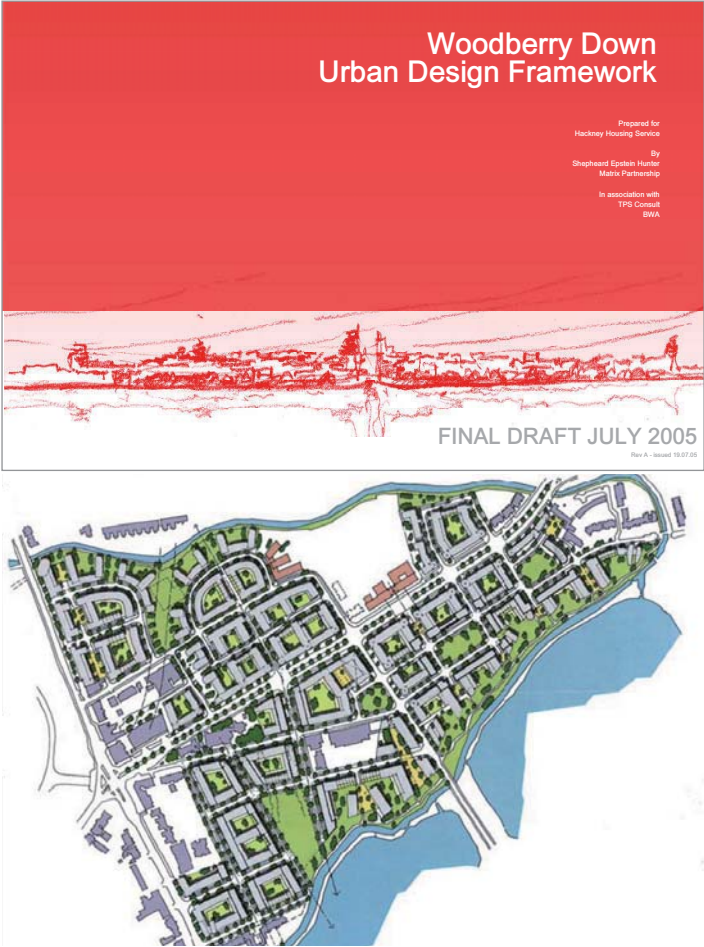 Woodberry Down
Urban Design Framework
Prepared for
Hackney Housing Service
By
Shepheard Epstein Hunter
Matrix Partnership
In association with
TPS Consult
BWA
FINAL DRAFT JULY 2005
Rev A - issued 19.07.05